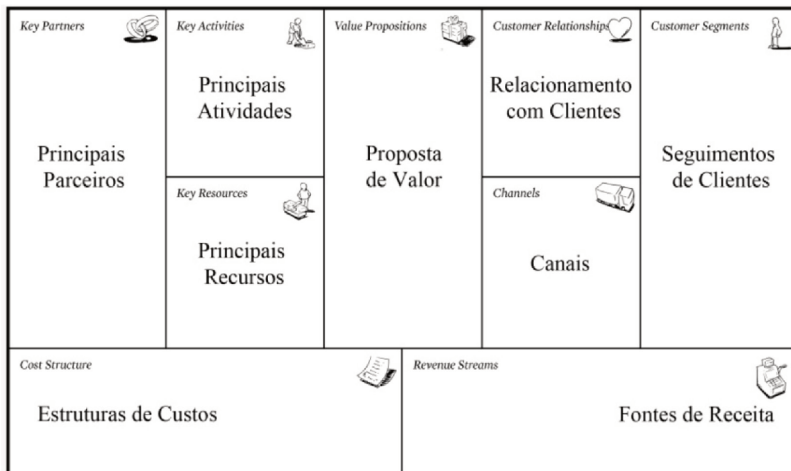 Key Partners
Principais
Parceiros
Key Activities
Principais
Atividades
Key Resources
Principais
Recursos
Value Propositions
Proposta
de Valor
Customer Relationships
Relacionamento
com Clientes
Channels
Canais
Customer Segments
Seguimentos
de Clientes
Cost Structure
Estruturas de Custos
Revenue Streams
Fontes de Receita